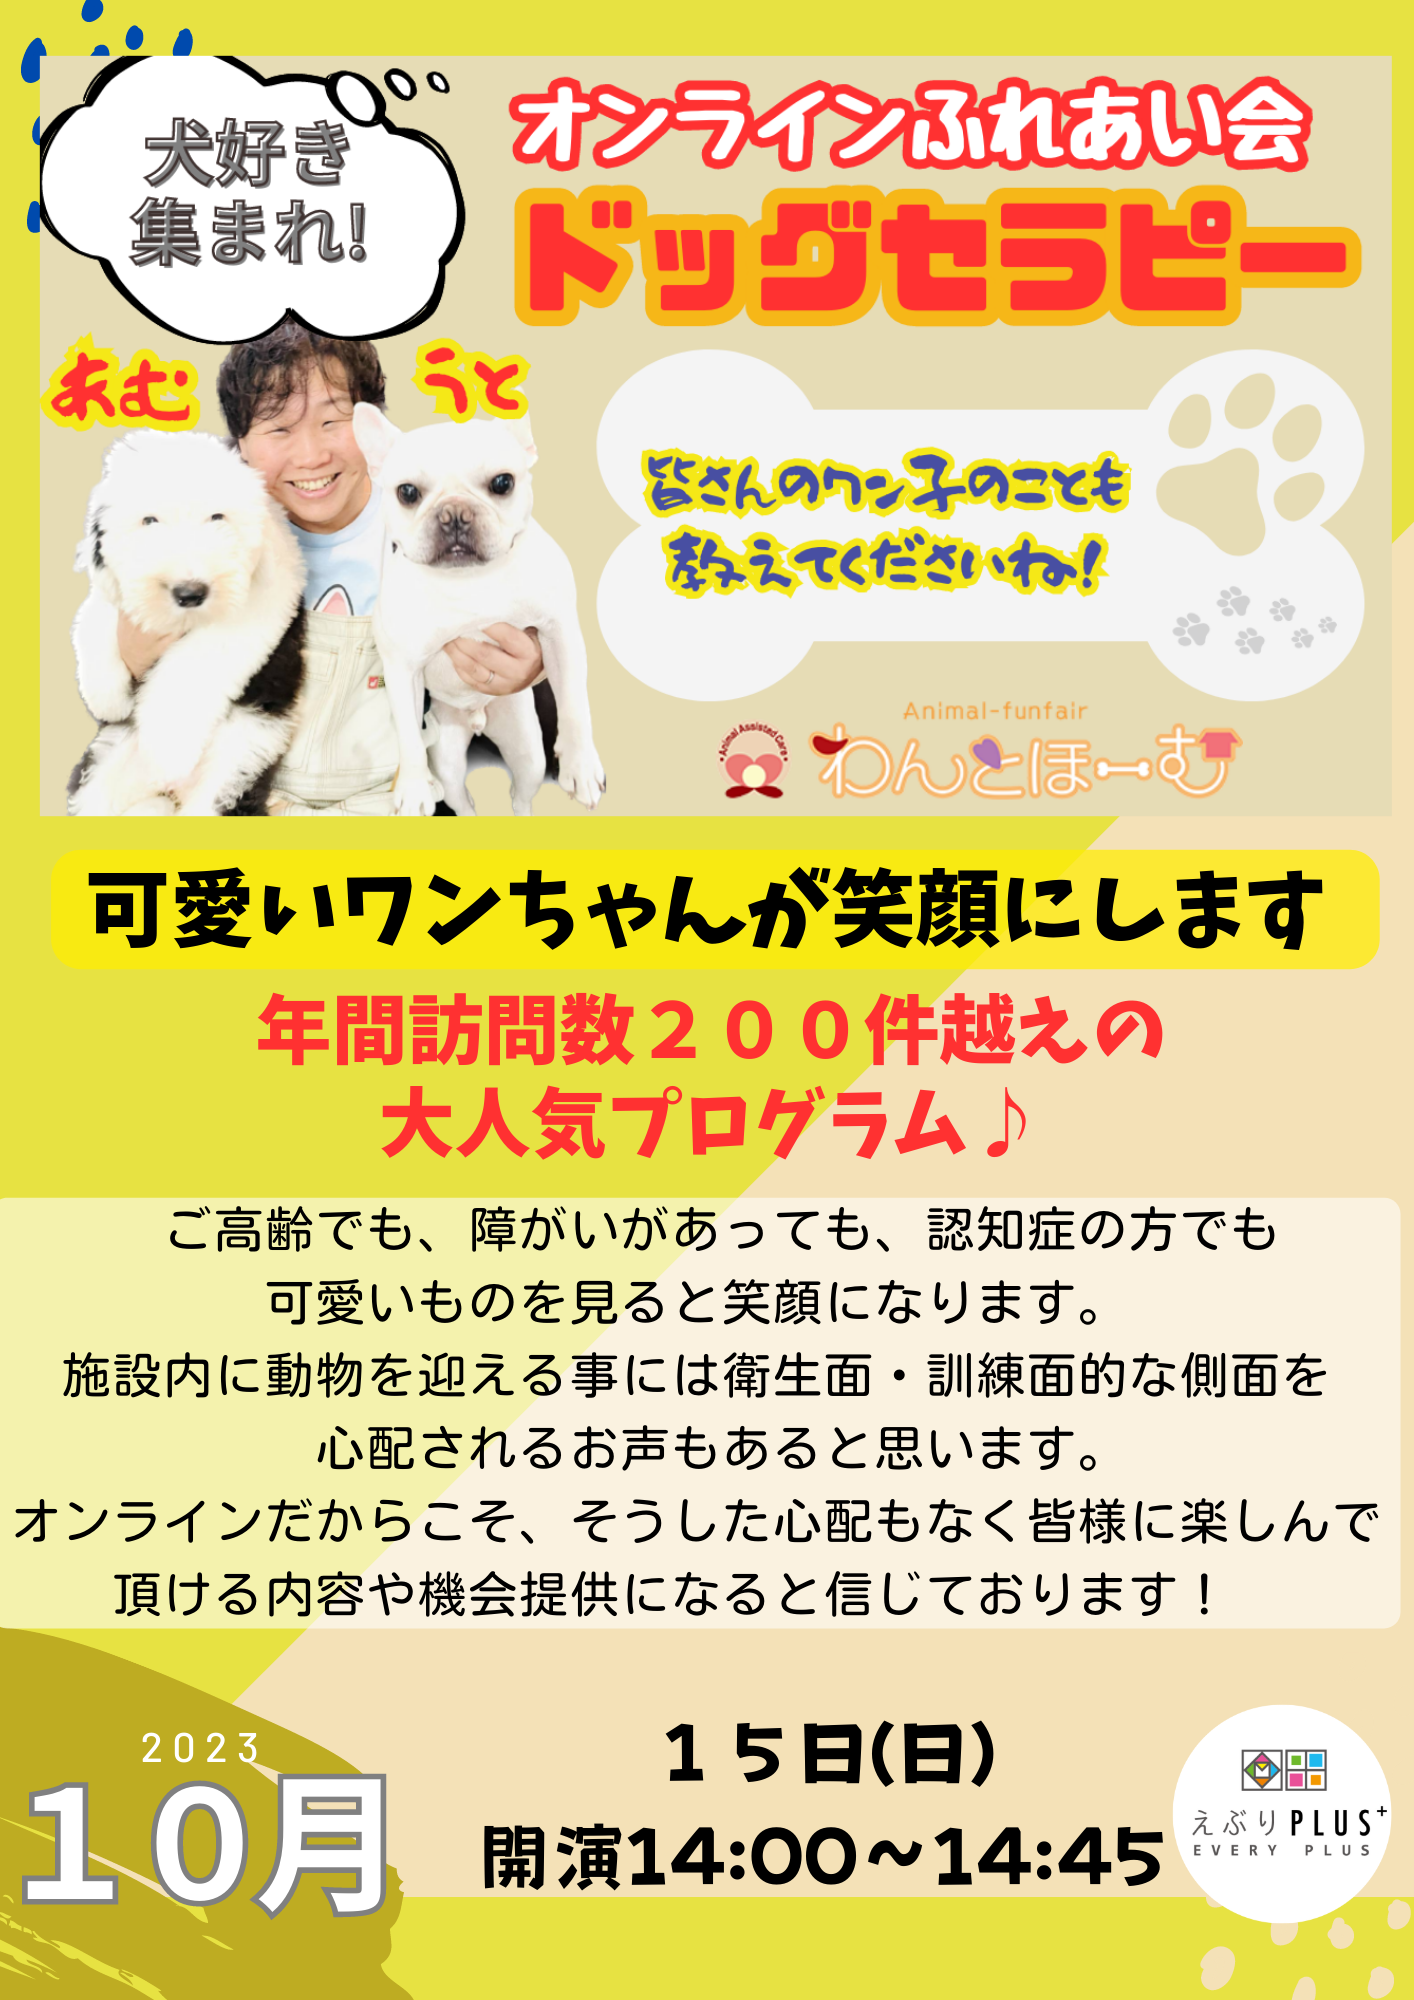 犬好き
集まれ!
オンラインふれあい会
ドッグセラピー
あむ
うと
皆さんのワン子のことも
教えてくださいね!
Animal-funfair
Animal Assisted Care
わんとほーむ
可愛いワンちゃんが笑顔にします
年間訪問数２００件越えの
大人気プログラム♪
ご高齢でも、障がいがあっても、認知症の方でも
可愛いものを見ると笑顔になります。
施設内に動物を迎える事には衛生面・訓練面的な側面を
心配されるお声もあると思います。
オンラインだからこそ、そうした心配もなく皆様に楽しんで
頂ける内容や機会提供になると信じております！
2023
１０月
１５日(日)
開演14:00～14:45
えぶりPLUS+
EVERY PLUS